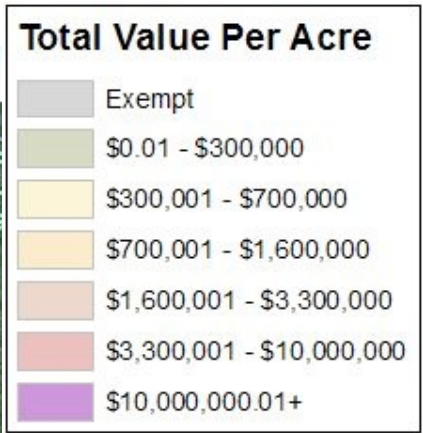 Total Value Per Acre
Exempt
$0.01 - $300,000
$300,001 - $700,000
$700,001 - $1,600,000
$1,600,001 - $3,300,000
$3,300,001 - $10,000,000
$10,000,000.01+